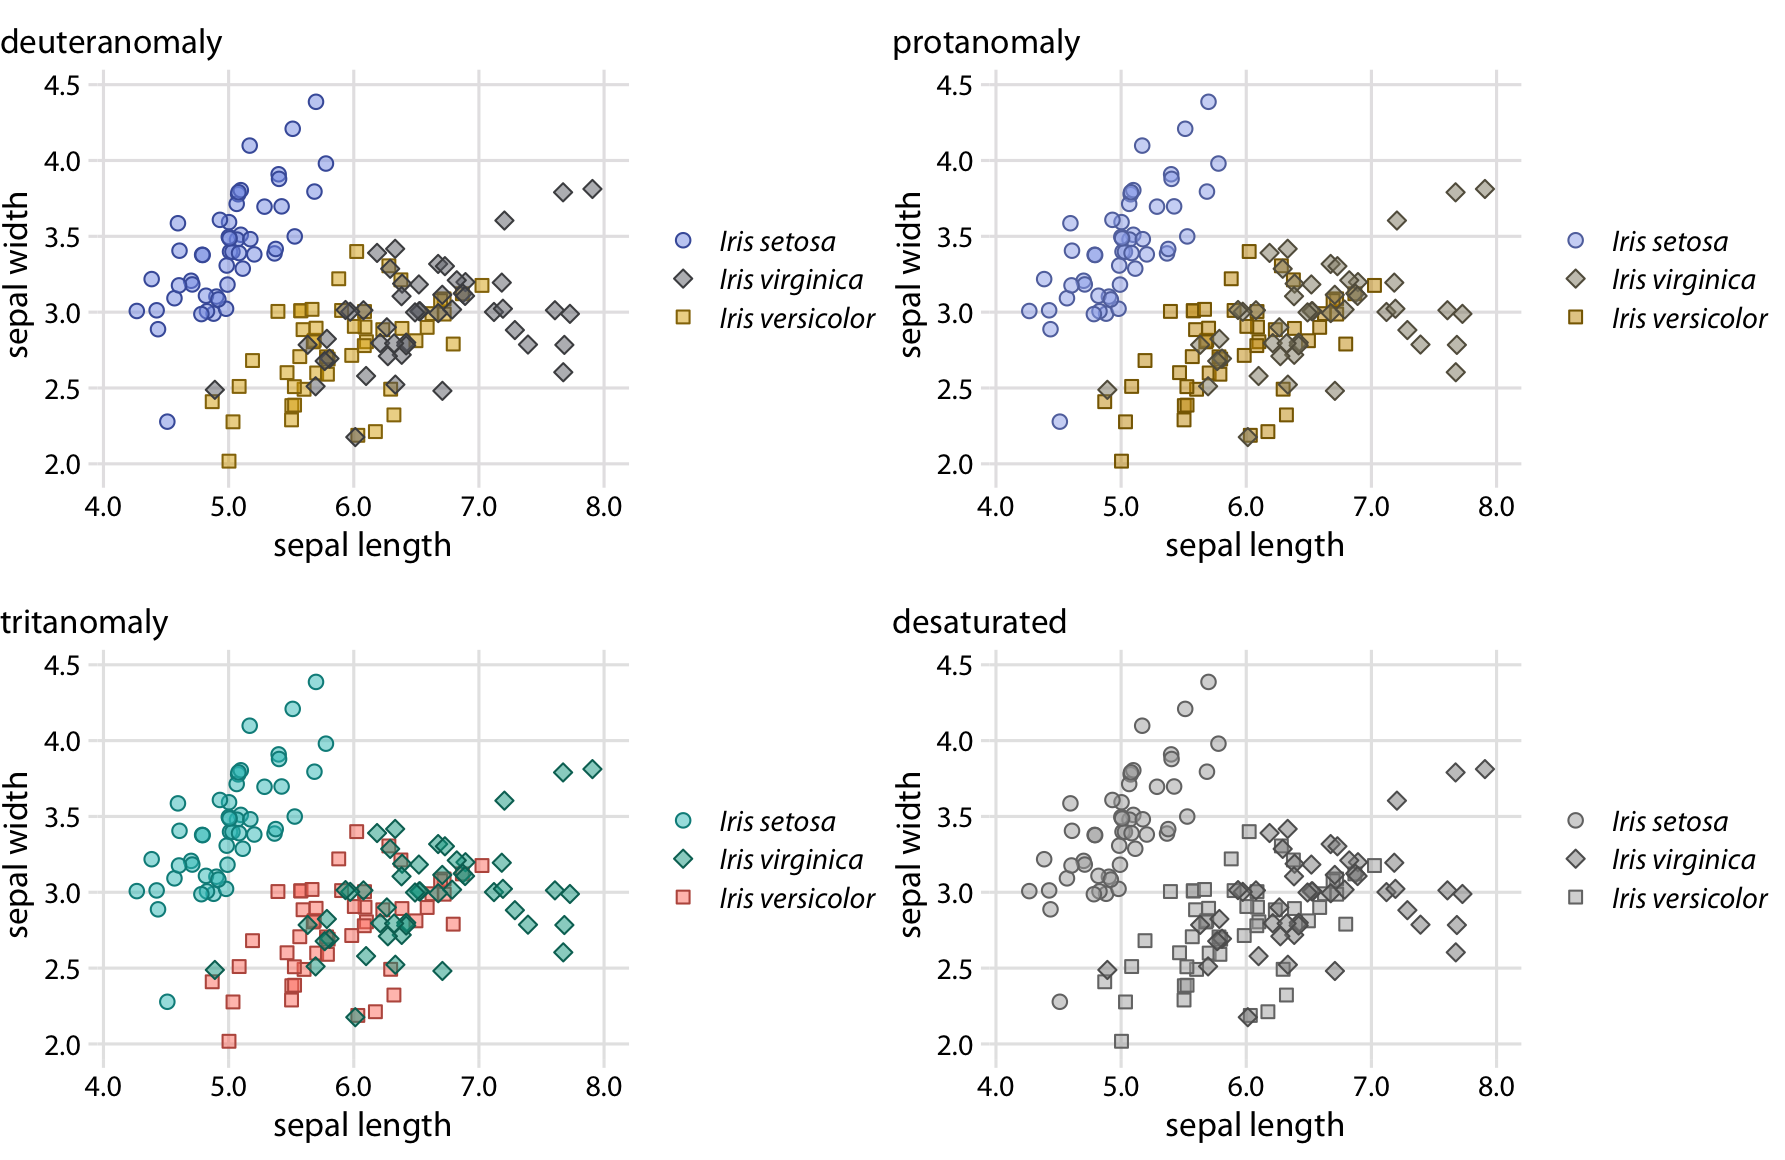 deuteranomaly
4.5
4.0
3.5
3.0
2.5
2.0
sepal width
4.0 5.0 6.0 7.0 8.0
sepal length
Iris setosa
Iris virginica
Iris versicolor
protanomaly
4.5
4.0
3.5
3.0
2.5
2.0
sepal width
4.0 5.0 6.0 7.0 8.0
sepal length
Iris setosa
Iris virginica
Iris versicolor
tritanomaly
4.5
4.0
3.5
3.0
2.5
2.0
sepal width
4.0 5.0 6.0 7.0 8.0
sepal length
Iris setosa
Iris virginica
Iris versicolor
desaturated
4.5
4.0
3.5
3.0
2.5
2.0
sepal width
4.0 5.0 6.0 7.0 8.0
sepal length
Iris setosa
Iris virginica
Iris versicolor